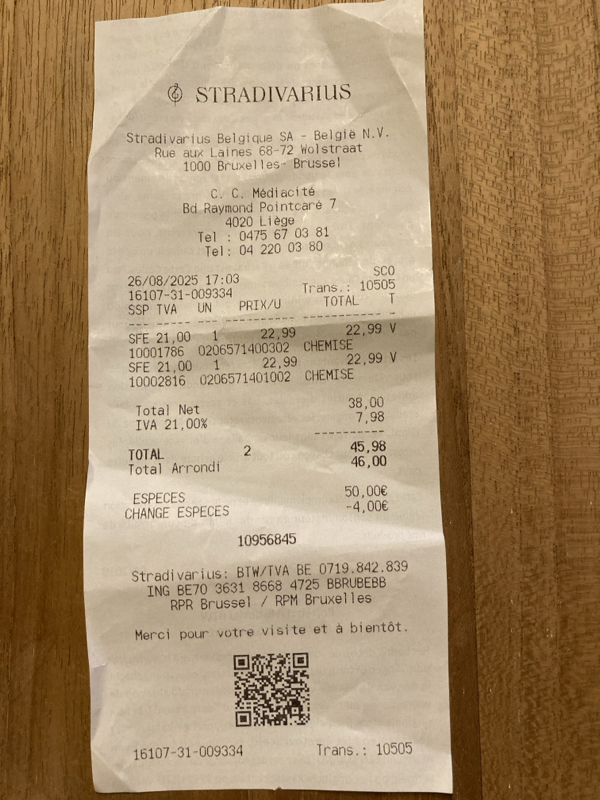 STRADIVARIUS
Stradivarius Belgique SA - België N.V.
Rue aux Laines 68-72 Wolstraat
1000 Bruxelles- Brussel
C. C. Médiacité
Bd Raymond Pointcaré 7
4020 Liège
Tel : 0475 67 03 81
Tel: 04 220 03 80
SCO
26/08/2025 17:03
16107-31-009334 Trans.: 10505
SSP TVA UN PRIX/U TOTAL T
SFE 21,00 1 22,99 22,99 V
10001786 0206571400302 CHEMISE
SFE 21,00 1 22,99 22,99 V
10002816 0206571401002 CHEMISE
Total Net 38,00
IVA 21,00% 7,98
TOTAL 2 45,98
Total Arrondi 46,00
ESPECES 50,00€
CHANGE ESPECES -4,00€
10956845
Stradivarius: BTW/TVA BE 0719.842.839
ING BE70 3631 8668 4725 BBRUBEBB
RPR Brussel / RPM Bruxelles
Merci pour votre visite et à bientôt.
16107-31-009334 Trans.: 10505